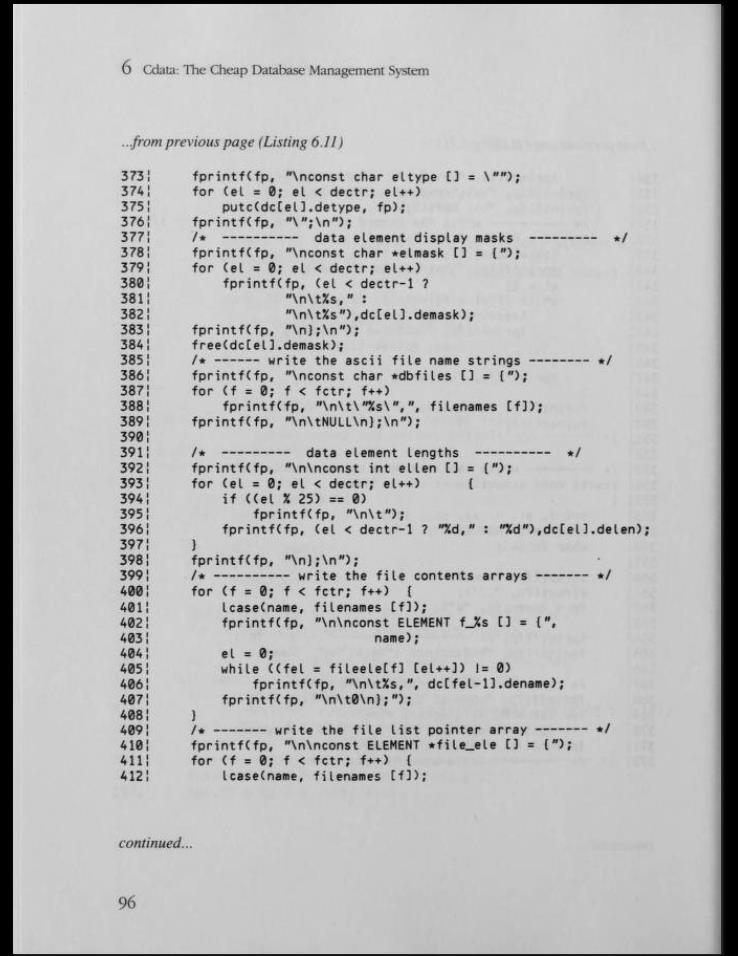 6 Cdata: The Cheap Database Management System
...from previous page (Listing 6.11)
373¦ fprintf(fp, "\nconst char eltype [] = \"");
374¦ for (el = 0; el < dectr; el++)
375¦ putc(dc[el].detype, fp);
376¦ fprintf(fp, "\";\n");
377¦ /* ---------- data element display masks --------- */
378¦ fprintf(fp, "\nconst char *elmask [] = {");
379¦ for (el = 0; el < dectr; el++)
380¦ fprintf(fp, (el < dectr-1 ?
381¦ "\n\t%s," :
382¦ "\n\t%s"),dc[el].demask);
383¦ fprintf(fp, "\n};\n");
384¦ free(dc[el].demask);
385¦ /* ------ write the ascii file name strings -------- */
386¦ fprintf(fp, "\nconst char *dbfiles [] = {");
387¦ for (f = 0; f < fctr; f++)
388¦ fprintf(fp, "\n\t\"%s\",", filenames [f]);
389¦ fprintf(fp, "\n\tNULL\n};\n");
390¦
391¦ /* --------- data element lengths ---------- */
392¦ fprintf(fp, "\n\nconst int ellen [] = {");
393¦ for (el = 0; el < dectr; el++) {
394¦ if ((el % 25) == 0)
395¦ fprintf(fp, "\n\t");
396¦ fprintf(fp, (el < dectr-1 ? "%d," : "%d"),dc[el].delen);
397¦ }
398¦ fprintf(fp, "\n};\n");
399¦ /* ---------- write the file contents arrays ------- */
400¦ for (f = 0; f < fctr; f++) {
401¦ lcase(name, filenames [f]);
402¦ fprintf(fp, "\n\nconst ELEMENT f_%s [] = {",
403¦ name);
404¦ el = 0;
405¦ while ((fel = fileele[f] [el++]) != 0)
406¦ fprintf(fp, "\n\t%s,", dc[fel-1].dename);
407¦ fprintf(fp, "\n\t0\n};");
408¦ }
409¦ /* ------- write the file list pointer array ------- */
410¦ fprintf(fp, "\n\nconst ELEMENT *file_ele [] = {");
411¦ for (f = 0; f < fctr; f++) {
412¦ lcase(name, filenames [f]);
continued...
96